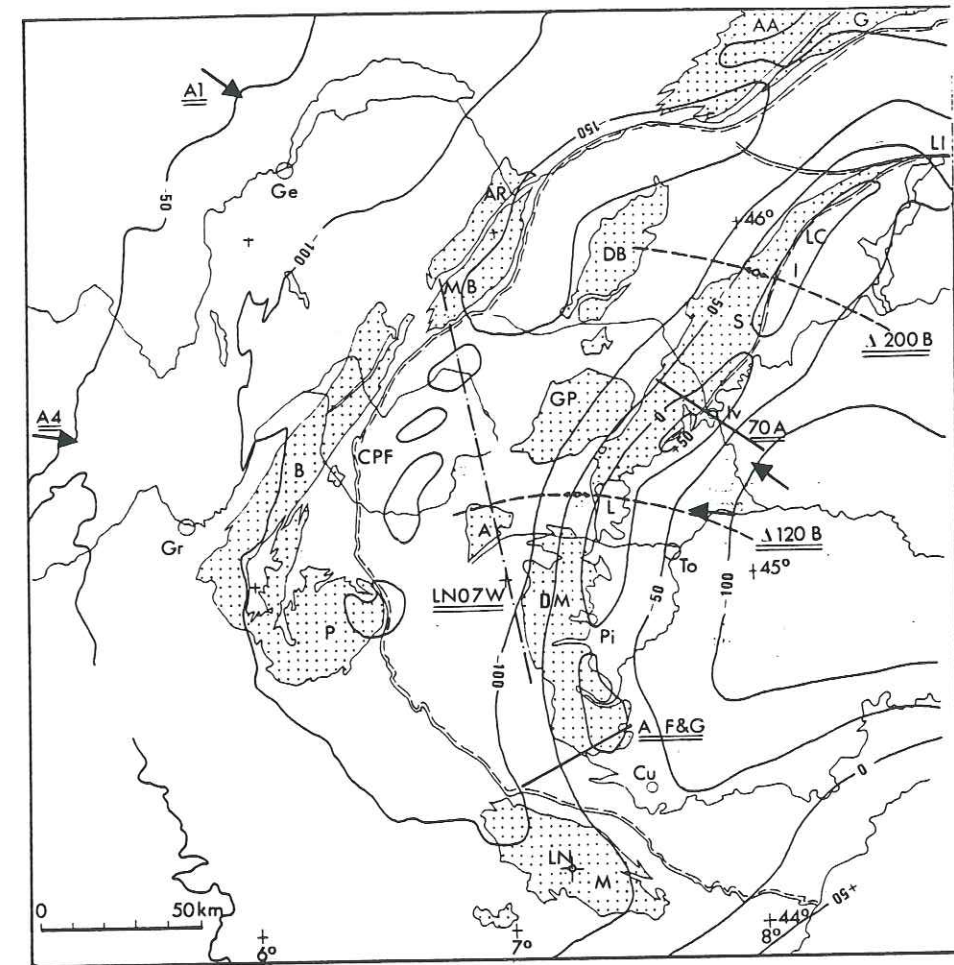 AA
G
A1
-150
LI
Ge
AR
-50
+46°
LC
DB
-100
MB
I
S
50
Δ 200 B
A4
GP
0
Iv
70 A
+50
CPF
B
L
Gr
A
Δ 120 B
To
+45°
LN07W
DM
50
100
P
Pi
-100
A F&G
Cu
0
LN
M
+50
0 50 km
6°
7°
44°
8°